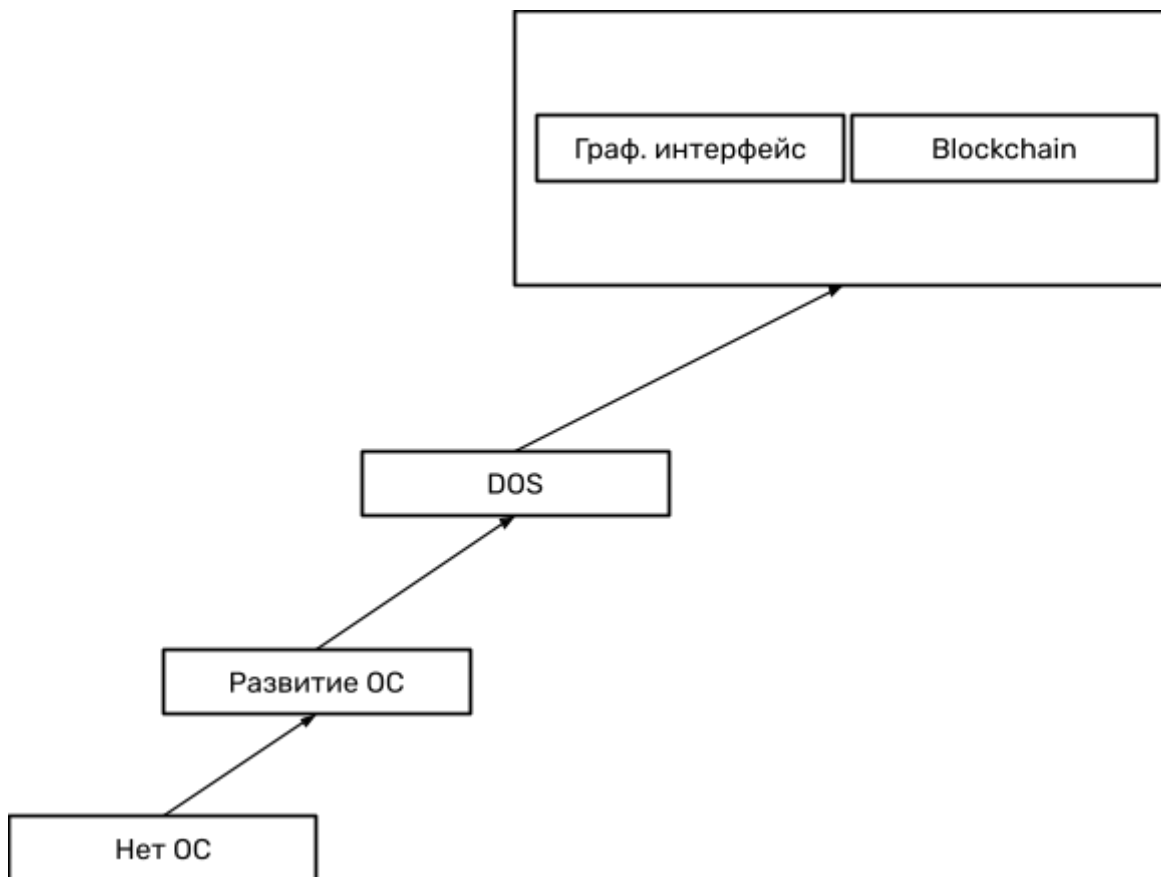 Граф. интерфейс
Blockchain
DOS
Развитие ОС
Нет ОС